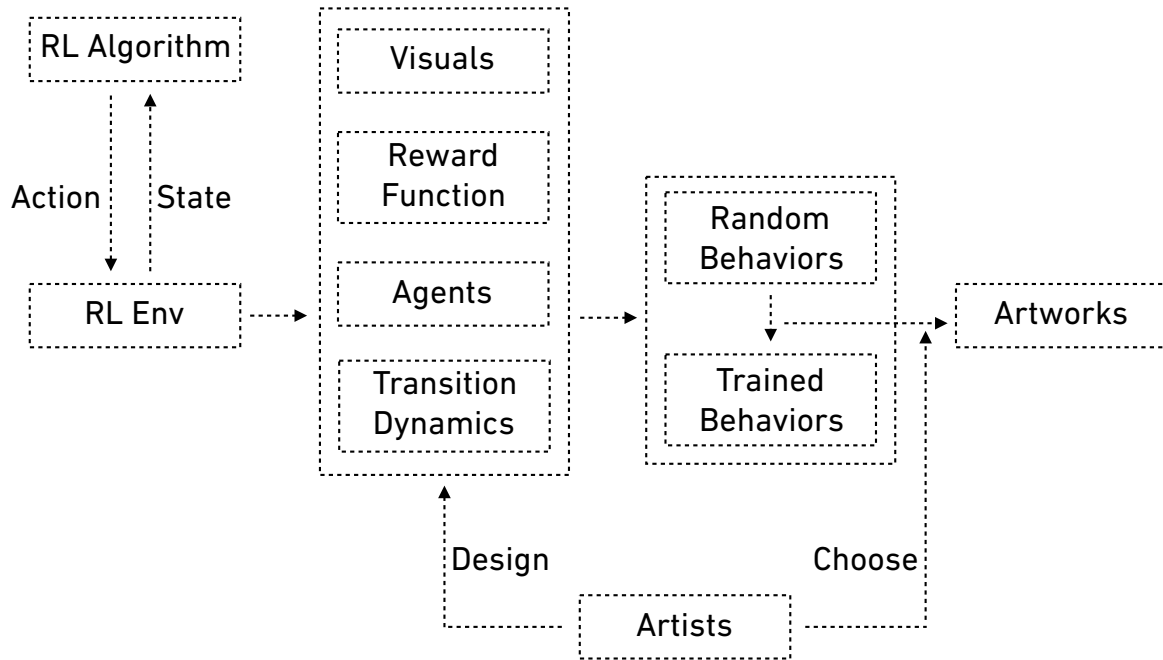 RL Algorithm
Action
State
RL Env
Visuals
Reward
Function
Agents
Transition
Dynamics
Random
Behaviors
Trained
Behaviors
Artworks
Design
Choose
Artists